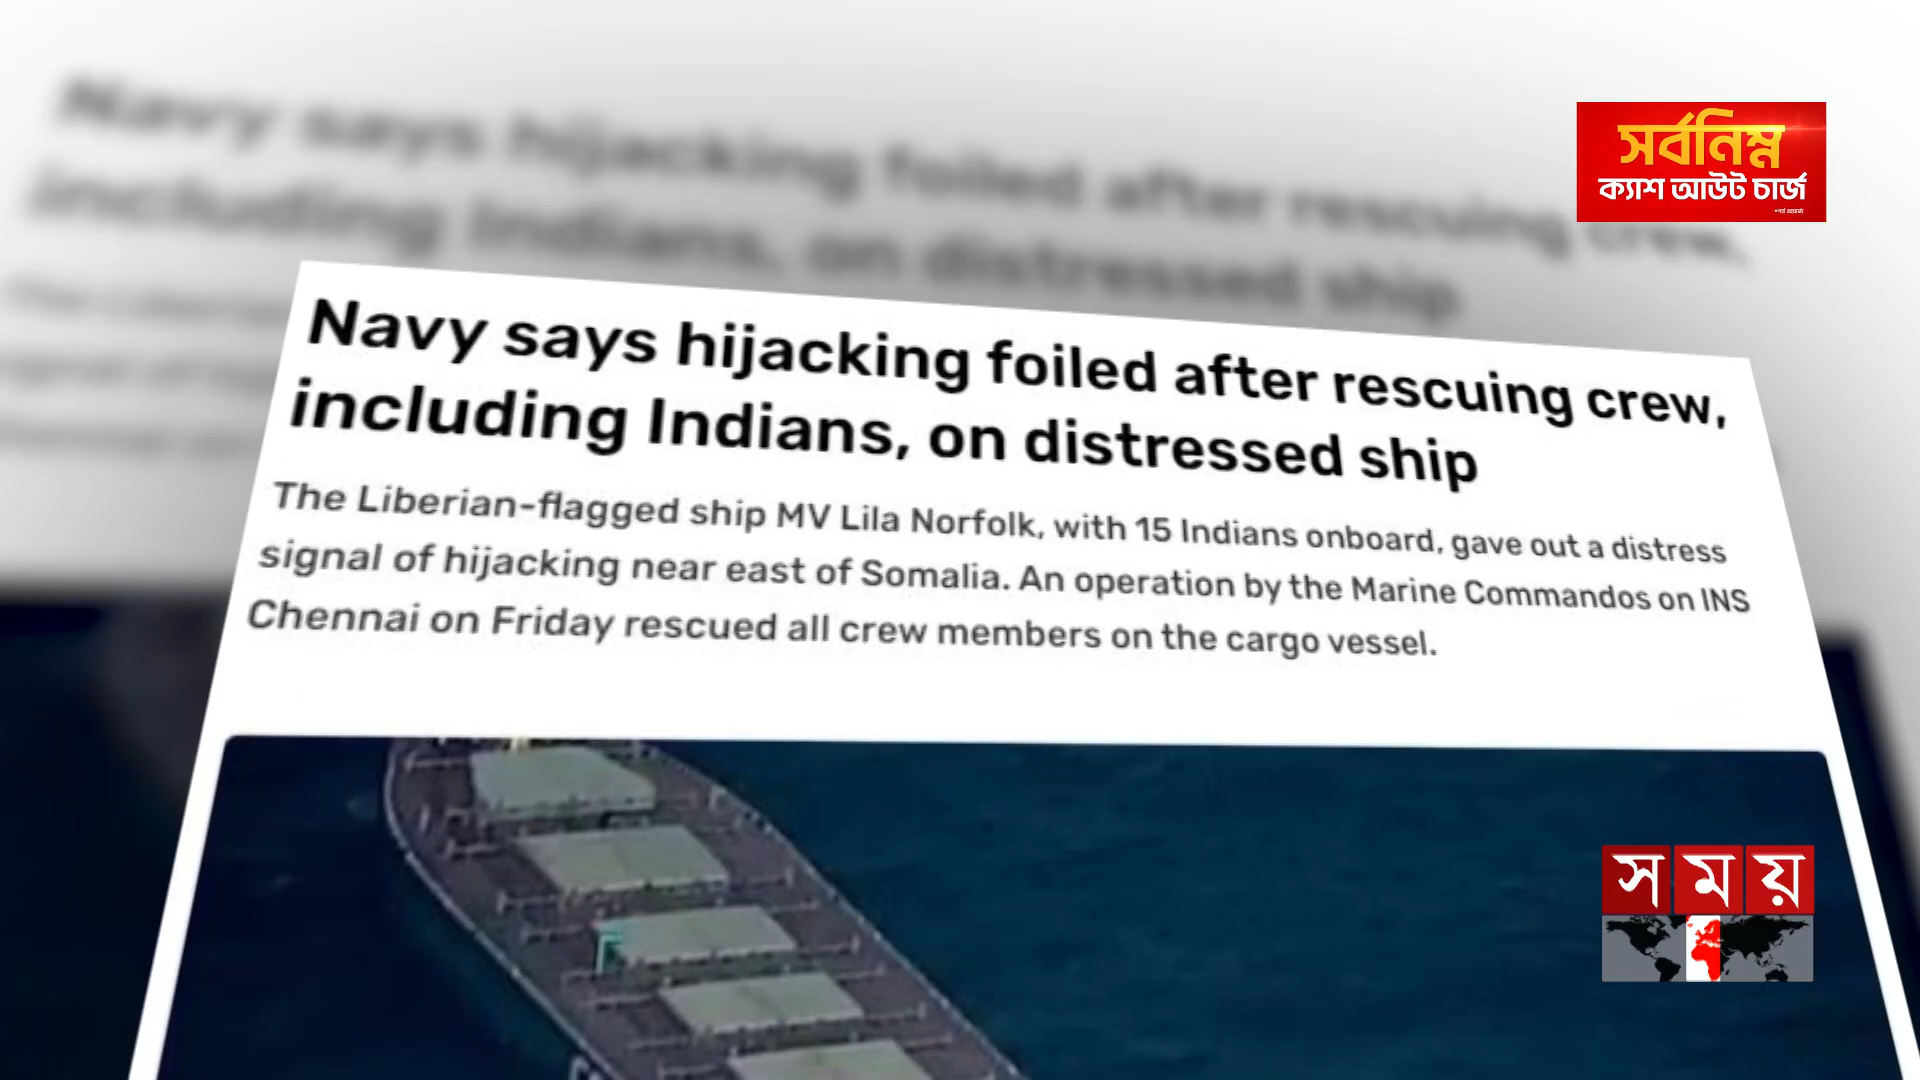 সর্বনিম্ন
ক্যাশ আউট চার্জ
Navy says hijacking foiled after rescuing crew,
including Indians, on distressed ship
The Liberian-flagged ship MV Lila Norfolk, with 15 Indians onboard, gave out a distress
signal of hijacking near east of Somalia. An operation by the Marine Commandos on INS
Chennai on Friday rescued all crew members on the cargo vessel.
সময়